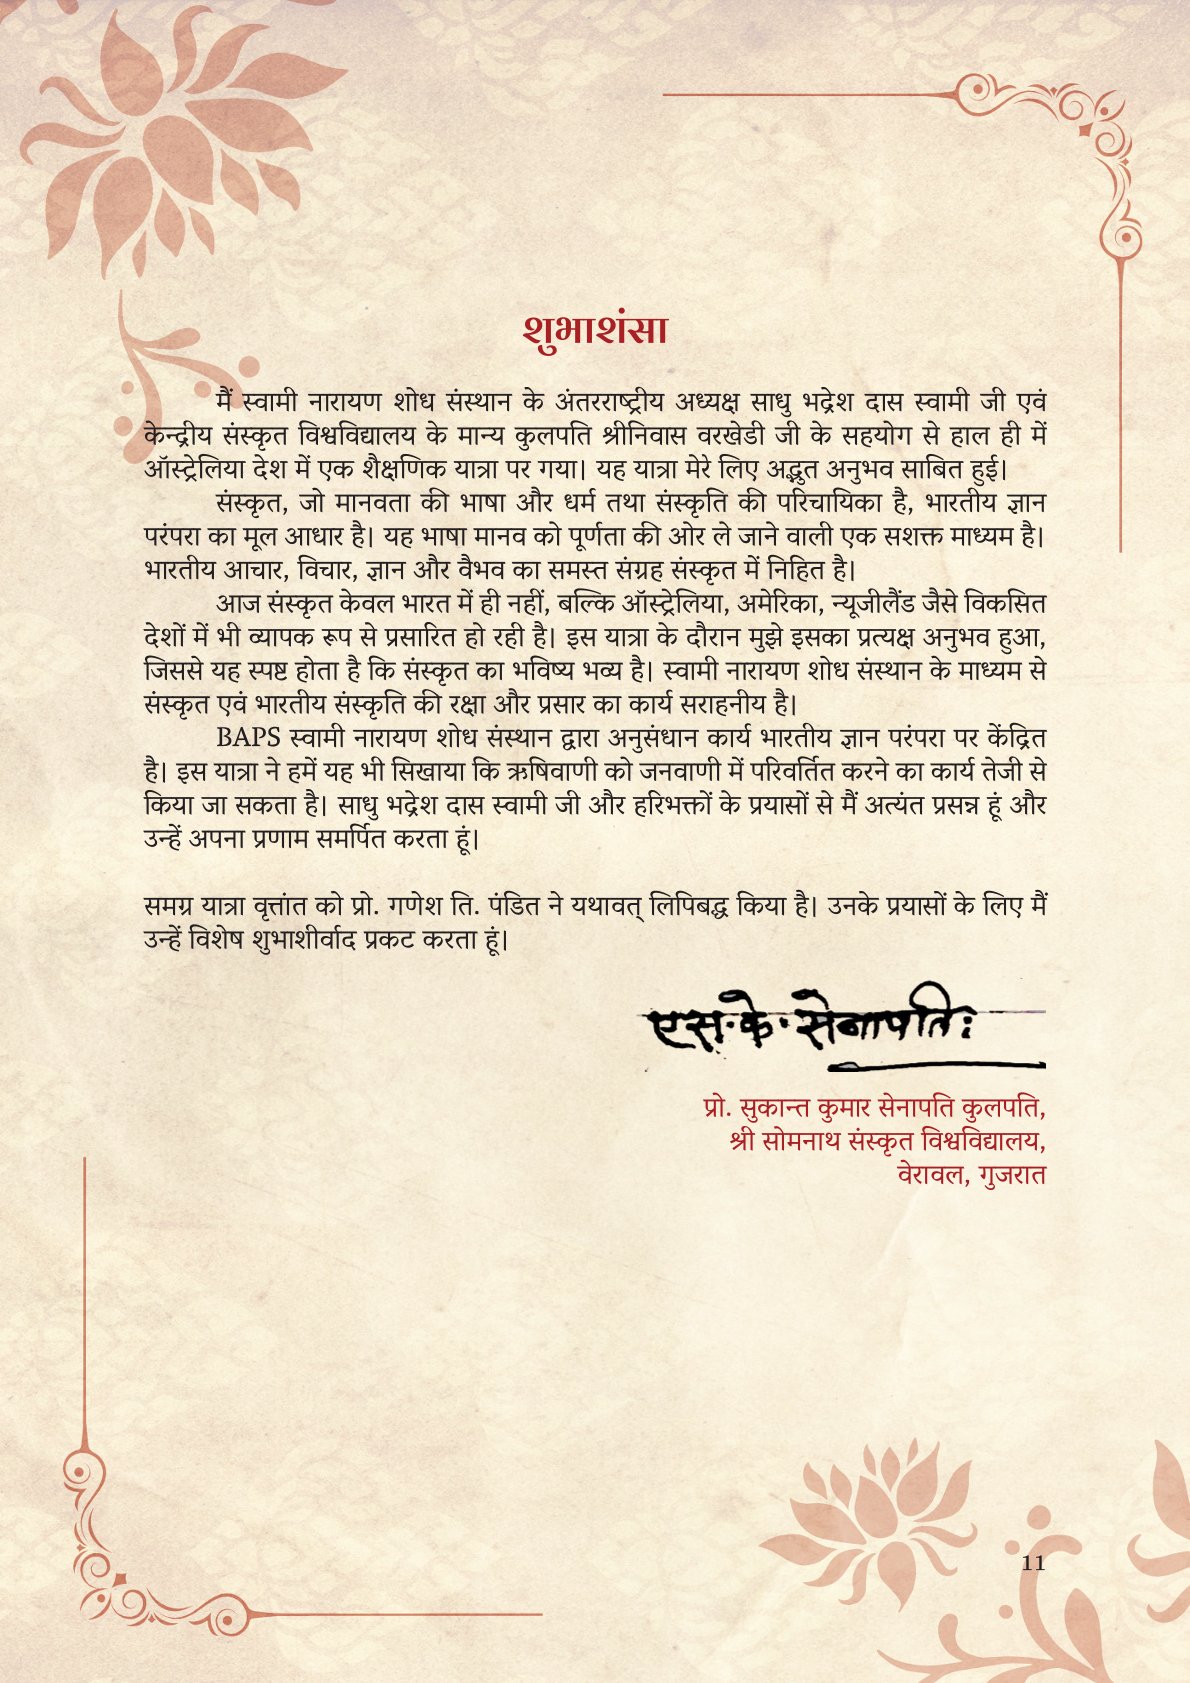 शुभाशंसा
मैं स्वामी नारायण शोध संस्थान के अंतरराष्ट्रीय अध्यक्ष साधु भद्रेश दास स्वामी जी एवं
केन्द्रीय संस्कृत विश्वविद्यालय के मान्य कुलपति श्रीनिवास वरखेडी जी के सहयोग से हाल ही में
ऑस्ट्रेलिया देश में एक शैक्षणिक यात्रा पर गया। यह यात्रा मेरे लिए अद्भुत अनुभव साबित हुई।
संस्कृत, जो मानवता की भाषा और धर्म तथा संस्कृति की परिचायिका है, भारतीय ज्ञान
परंपरा का मूल आधार है। यह भाषा मानव को पूर्णता की ओर ले जाने वाली एक सशक्त माध्यम है।
भारतीय आचार, विचार, ज्ञान और वैभव का समस्त संग्रह संस्कृत में निहित है।
आज संस्कृत केवल भारत में ही नहीं, बल्कि ऑस्ट्रेलिया, अमेरिका, न्यूजीलैंड जैसे विकसित
देशों में भी व्यापक रूप से प्रसारित हो रही है। इस यात्रा के दौरान मुझे इसका प्रत्यक्ष अनुभव हुआ,
जिससे यह स्पष्ट होता है कि संस्कृत का भविष्य भव्य है। स्वामी नारायण शोध संस्थान के माध्यम से
संस्कृत एवं भारतीय संस्कृति की रक्षा और प्रसार का कार्य सराहनीय है।
BAPS स्वामी नारायण शोध संस्थान द्वारा अनुसंधान कार्य भारतीय ज्ञान परंपरा पर केंद्रित
है। इस यात्रा ने हमें यह भी सिखाया कि ऋषिवाणी को जनवाणी में परिवर्तित करने का कार्य तेजी से
किया जा सकता है। साधु भद्रेश दास स्वामी जी और हरिभक्तों के प्रयासों से मैं अत्यंत प्रसन्न हूं और
उन्हें अपना प्रणाम समर्पित करता हूं।
समग्र यात्रा वृत्तांत को प्रो. गणेश ति. पंडित ने यथावत् लिपिबद्ध किया है। उनके प्रयासों के लिए मैं
उन्हें विशेष शुभाशीर्वाद प्रकट करता हूं।
एस.के.सेनापतिः
प्रो. सुकान्त कुमार सेनापति कुलपति,
श्री सोमनाथ संस्कृत विश्वविद्यालय,
वेरावल, गुजरात
11